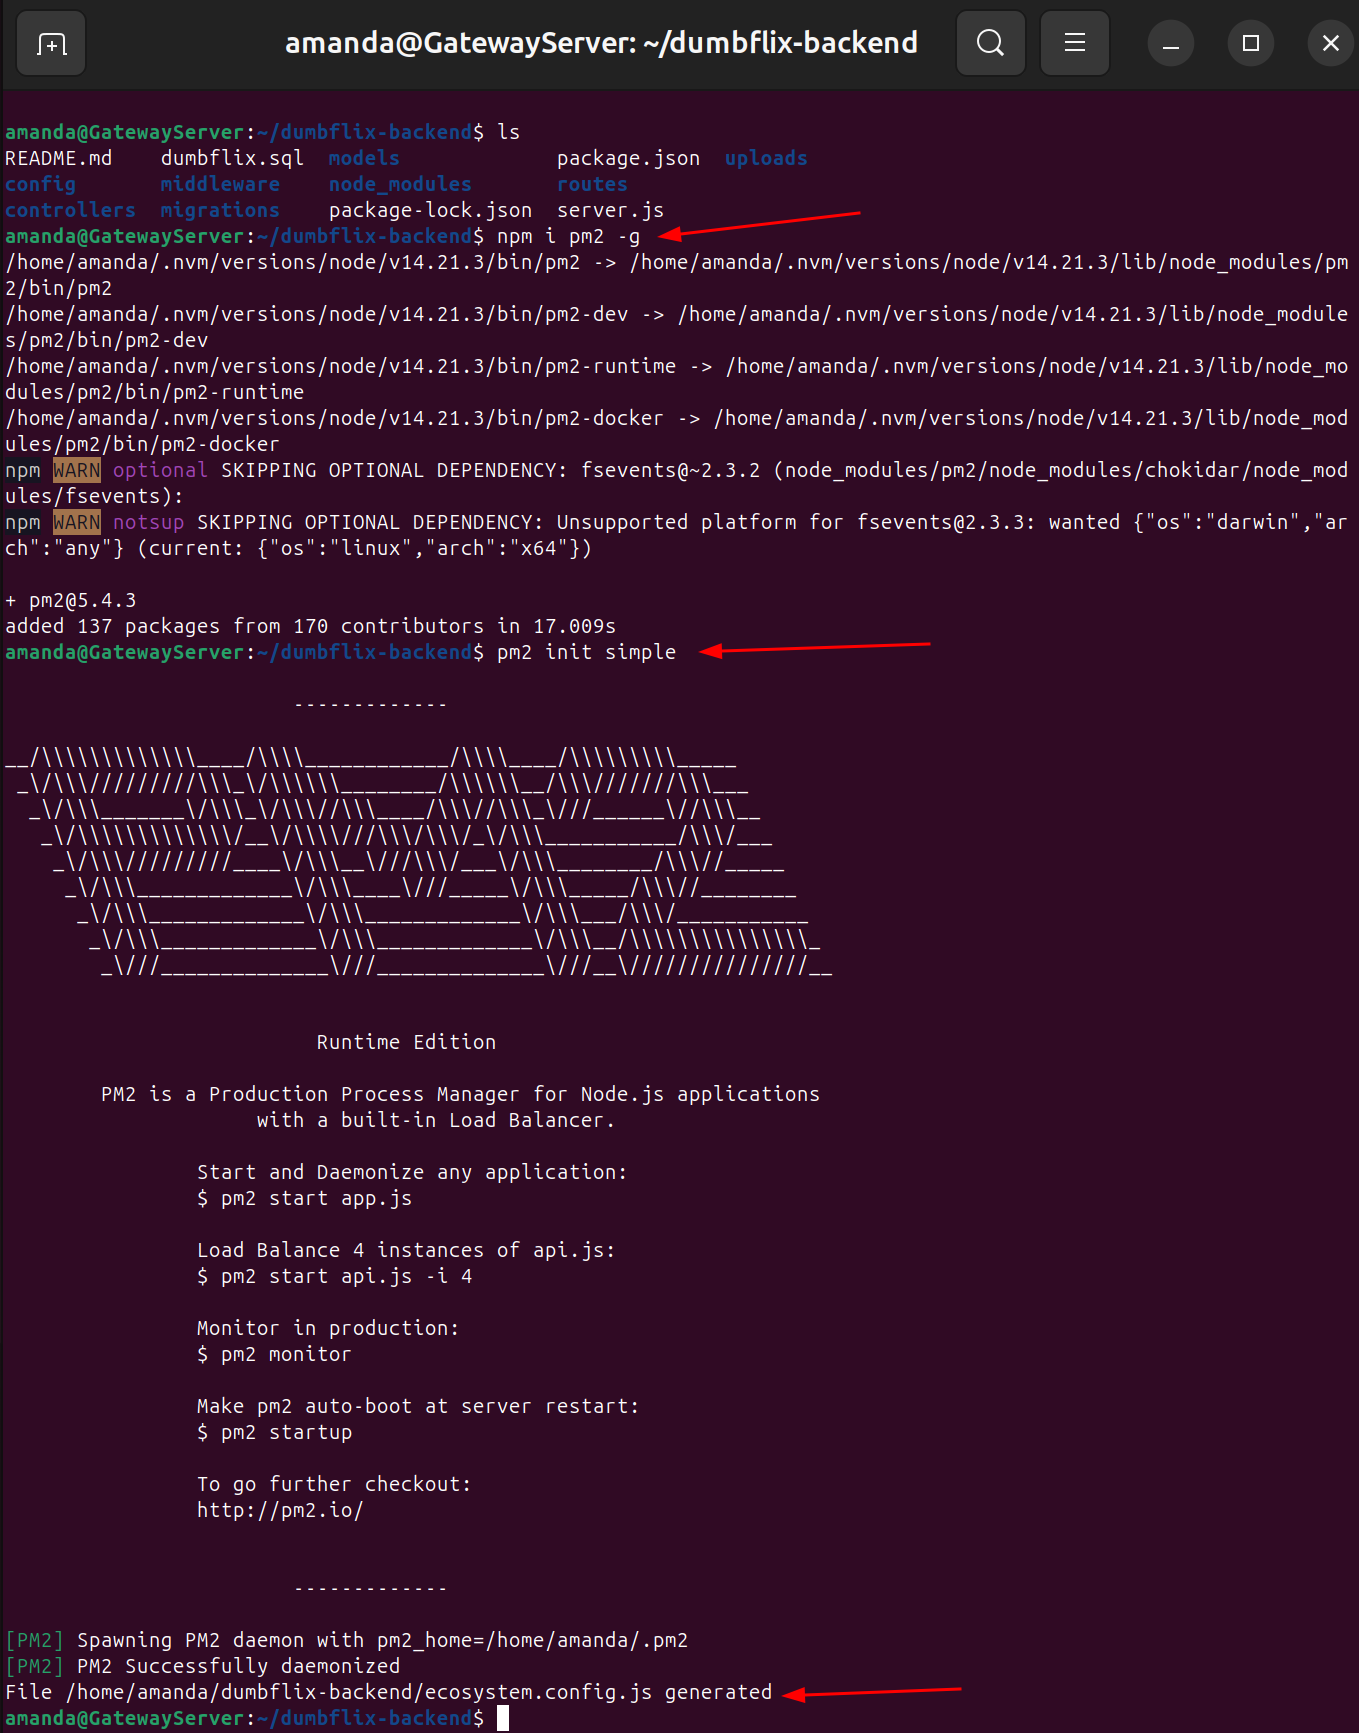 amanda@GatewayServer: ~/dumbflix-backend
amanda@GatewayServer:~/dumbflix-backend$ ls
README.md    dumbflix.sql  models             package.json  uploads
config       middleware    node_modules       routes
controllers  migrations    package-lock.json  server.js
amanda@GatewayServer:~/dumbflix-backend$ npm i pm2 -g
/home/amanda/.nvm/versions/node/v14.21.3/bin/pm2 -> /home/amanda/.nvm/versions/node/v14.21.3/lib/node_modules/pm
2/bin/pm2
/home/amanda/.nvm/versions/node/v14.21.3/bin/pm2-dev -> /home/amanda/.nvm/versions/node/v14.21.3/lib/node_module
s/pm2/bin/pm2-dev
/home/amanda/.nvm/versions/node/v14.21.3/bin/pm2-runtime -> /home/amanda/.nvm/versions/node/v14.21.3/lib/node_mo
dules/pm2/bin/pm2-runtime
/home/amanda/.nvm/versions/node/v14.21.3/bin/pm2-docker -> /home/amanda/.nvm/versions/node/v14.21.3/lib/node_mod
ules/pm2/bin/pm2-docker
npm WARN optional SKIPPING OPTIONAL DEPENDENCY: fsevents@~2.3.2 (node_modules/pm2/node_modules/chokidar/node_mod
ules/fsevents):
npm WARN notsup SKIPPING OPTIONAL DEPENDENCY: Unsupported platform for fsevents@2.3.3: wanted {"os":"darwin","ar
ch":"any"} (current: {"os":"linux","arch":"x64"})
+ pm2@5.4.3
added 137 packages from 170 contributors in 17.009s
amanda@GatewayServer:~/dumbflix-backend$ pm2 init simple
-------------
__/\\\\\\\\\\\\\____/\\\\____________/\\\\____/\\\\\\\\\_____
 _\/\\\/////////\\\_\/\\\\\\________/\\\\\\__/\\\///////\\\___
  _\/\\\_______\/\\\_\/\\\//\\\____/\\\//\\\_\///______\//\\\__
   _\/\\\\\\\\\\\\\/__\/\\\\///\\\/\\\/_\/\\\___________/\\\/___
    _\/\\\/////////____\/\\\__\///\\\/___\/\\\________/\\\//_____
     _\/\\\_____________\/\\\____\///_____\/\\\_____/\\\//________
      _\/\\\_____________\/\\\_____________\/\\\___/\\\/___________
       _\/\\\_____________\/\\\_____________\/\\\__/\\\\\\\\\\\\\\\_
        _\///______________\///______________\///__\///////////////__
Runtime Edition
PM2 is a Production Process Manager for Node.js applications
with a built-in Load Balancer.
Start and Daemonize any application:
$ pm2 start app.js
Load Balance 4 instances of api.js:
$ pm2 start api.js -i 4
Monitor in production:
$ pm2 monitor
Make pm2 auto-boot at server restart:
$ pm2 startup
To go further checkout:
http://pm2.io/
-------------
[PM2] Spawning PM2 daemon with pm2_home=/home/amanda/.pm2
[PM2] PM2 Successfully daemonized
File /home/amanda/dumbflix-backend/ecosystem.config.js generated
amanda@GatewayServer:~/dumbflix-backend$